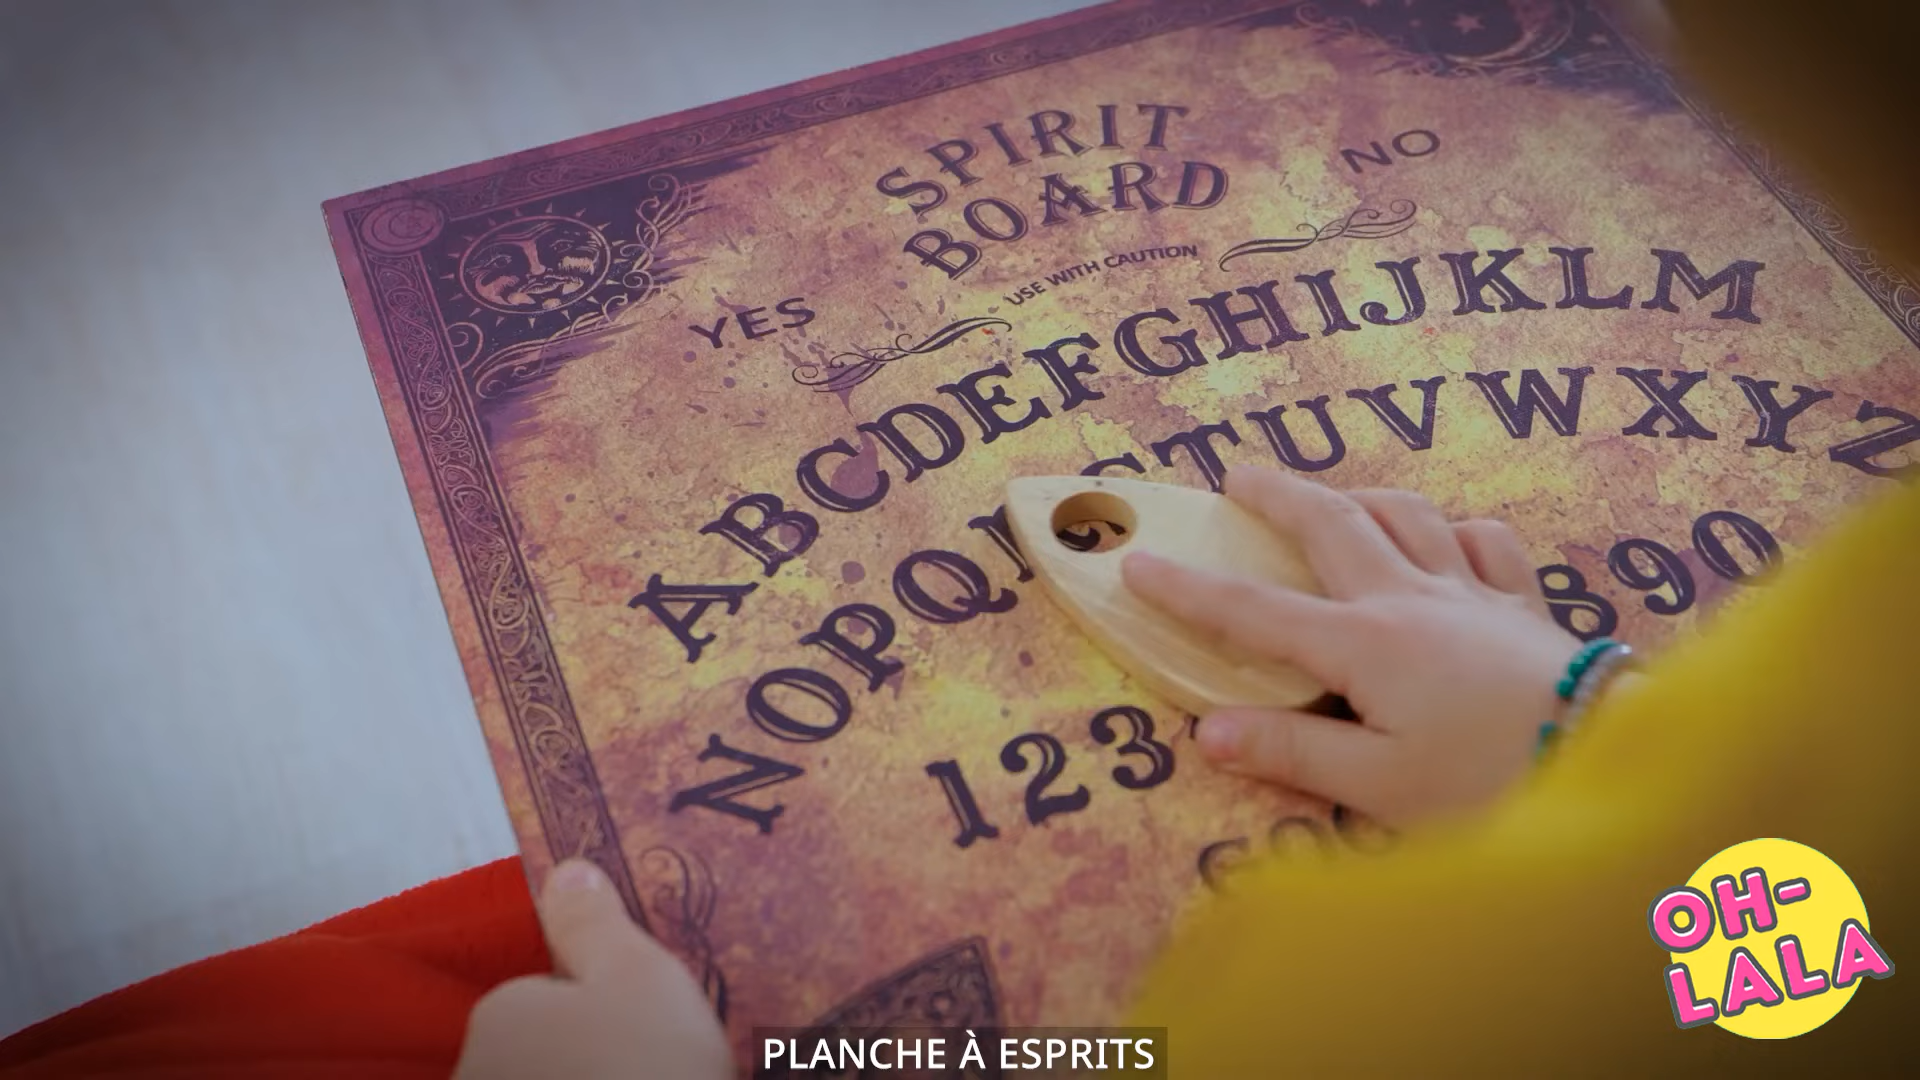 SPIRIT
BOARD
NO
USE WITH CAUTION
YES
ABCDEFGHIJKLM
NOPQ TUVWXYZ
123 890
OH-
LALA
PLANCHE À ESPRITS